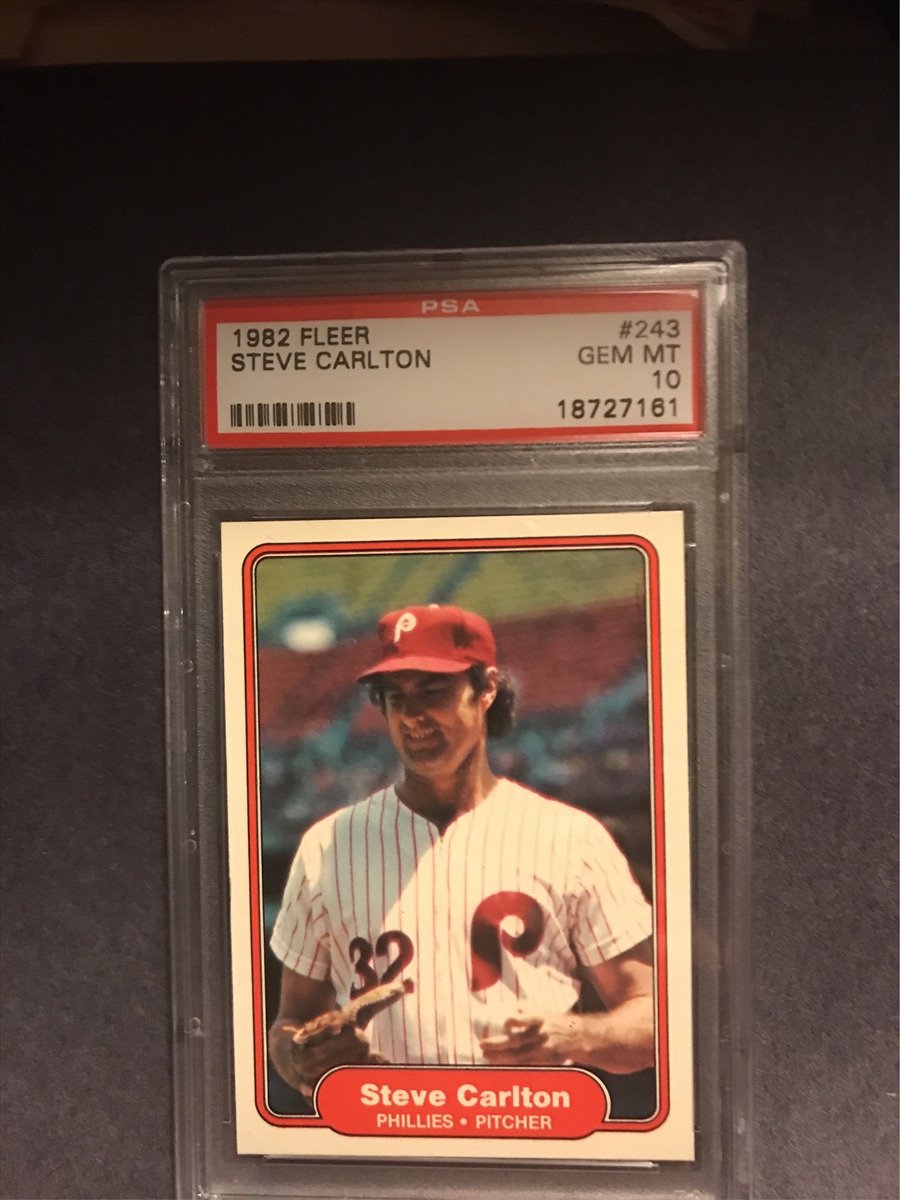 PSA
1982 FLEER #243
STEVE CARLTON GEM MT
10
18727161
P
32 P
Steve Carlton
PHILLIES • PITCHER